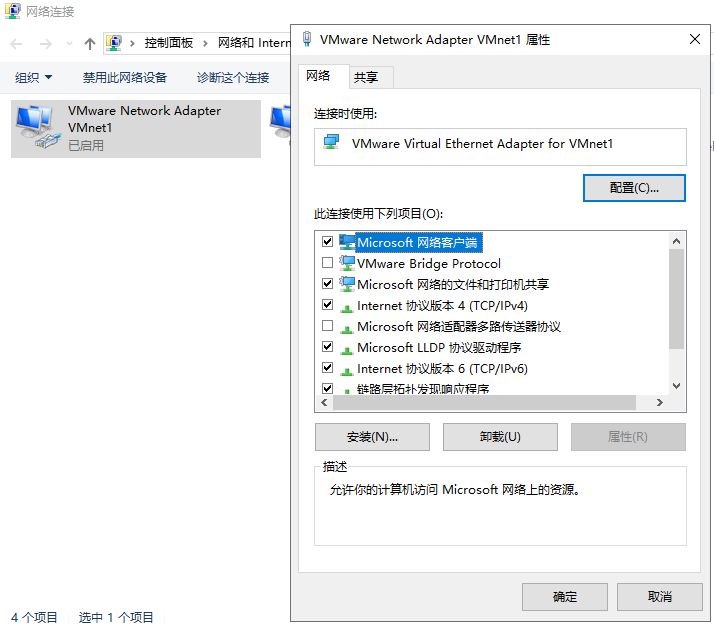 网络连接
控制面板 › 网络和 Intern
组织 禁用此网络设备 诊断这个连接
VMware Network Adapter
VMnet1
已启用
4 个项目 选中 1 个项目
VMware Network Adapter VMnet1 属性
网络 共享
连接时使用:
VMware Virtual Ethernet Adapter for VMnet1
配置(C)...
此连接使用下列项目(O):
Microsoft 网络客户端
VMware Bridge Protocol
Microsoft 网络的文件和打印机共享
Internet 协议版本 4 (TCP/IPv4)
Microsoft 网络适配器多路传送器协议
Microsoft LLDP 协议驱动程序
Internet 协议版本 6 (TCP/IPv6)
链路层拓扑发现响应程序
安装(N)... 卸载(U) 属性(R)
描述
允许你的计算机访问 Microsoft 网络上的资源。
确定 取消